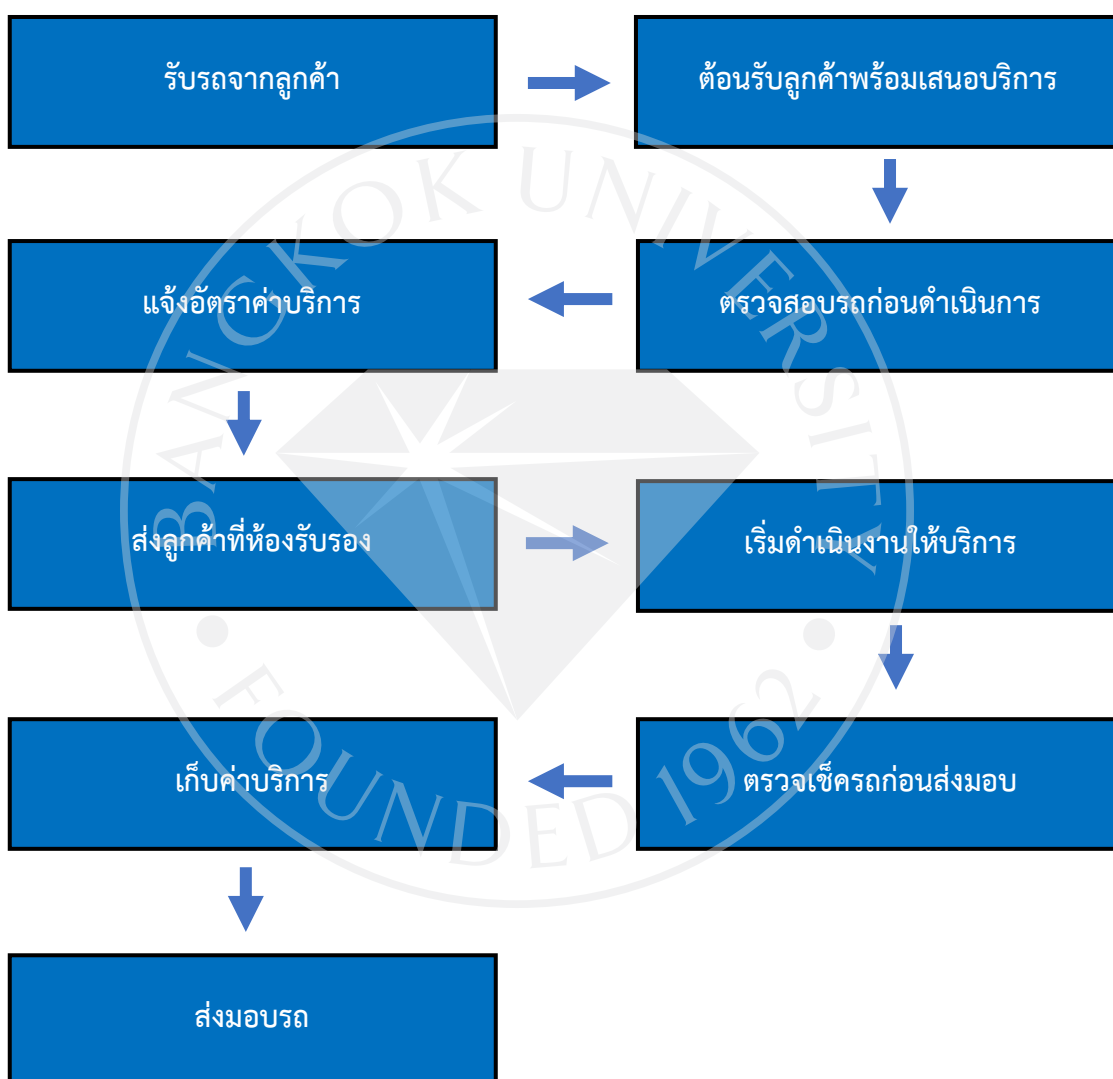 รับรถจากลูกค้า
ต้อนรับลูกค้าพร้อมเสนอบริการ
แจ้งอัตราค่าบริการ
ตรวจสอบรถก่อนดำเนินการ
ส่งลูกค้าที่ห้องรับรอง
เริ่มดำเนินงานให้บริการ
เก็บค่าบริการ
ตรวจเช็ครถก่อนส่งมอบ
ส่งมอบรถ
BANGKOK UNIVERSITY
FOUNDED 1962